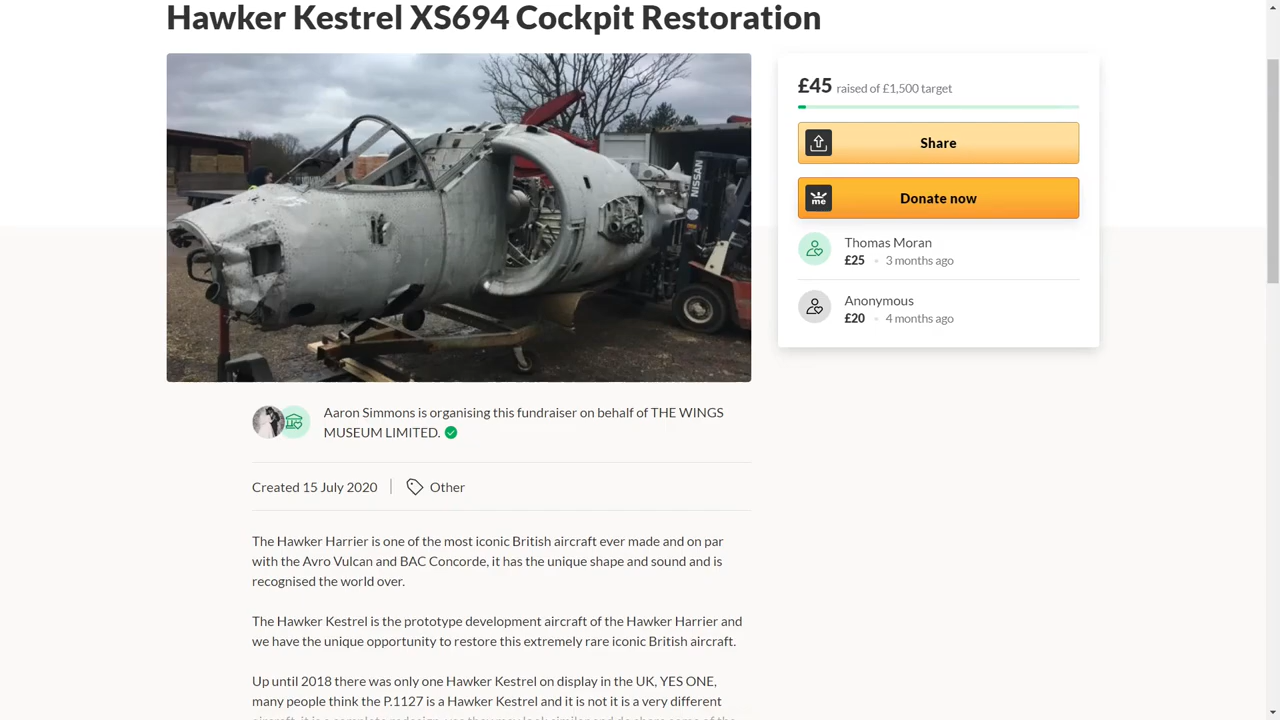 Hawker Kestrel XS694 Cockpit Restoration
NISSAN
£45 raised of £1,500 target
Share
me
Donate now
Thomas Moran
£25 • 3 months ago
Anonymous
£20 • 4 months ago
Aaron Simmons is organising this fundraiser on behalf of THE WINGS
MUSEUM LIMITED.
Created 15 July 2020
Other
The Hawker Harrier is one of the most iconic British aircraft ever made and on par
with the Avro Vulcan and BAC Concorde, it has the unique shape and sound and is
recognised the world over.
The Hawker Kestrel is the prototype development aircraft of the Hawker Harrier and
we have the unique opportunity to restore this extremely rare iconic British aircraft.
Up until 2018 there was only one Hawker Kestrel on display in the UK, YES ONE,
many people think the P.1127 is a Hawker Kestrel and it is not it is a very different